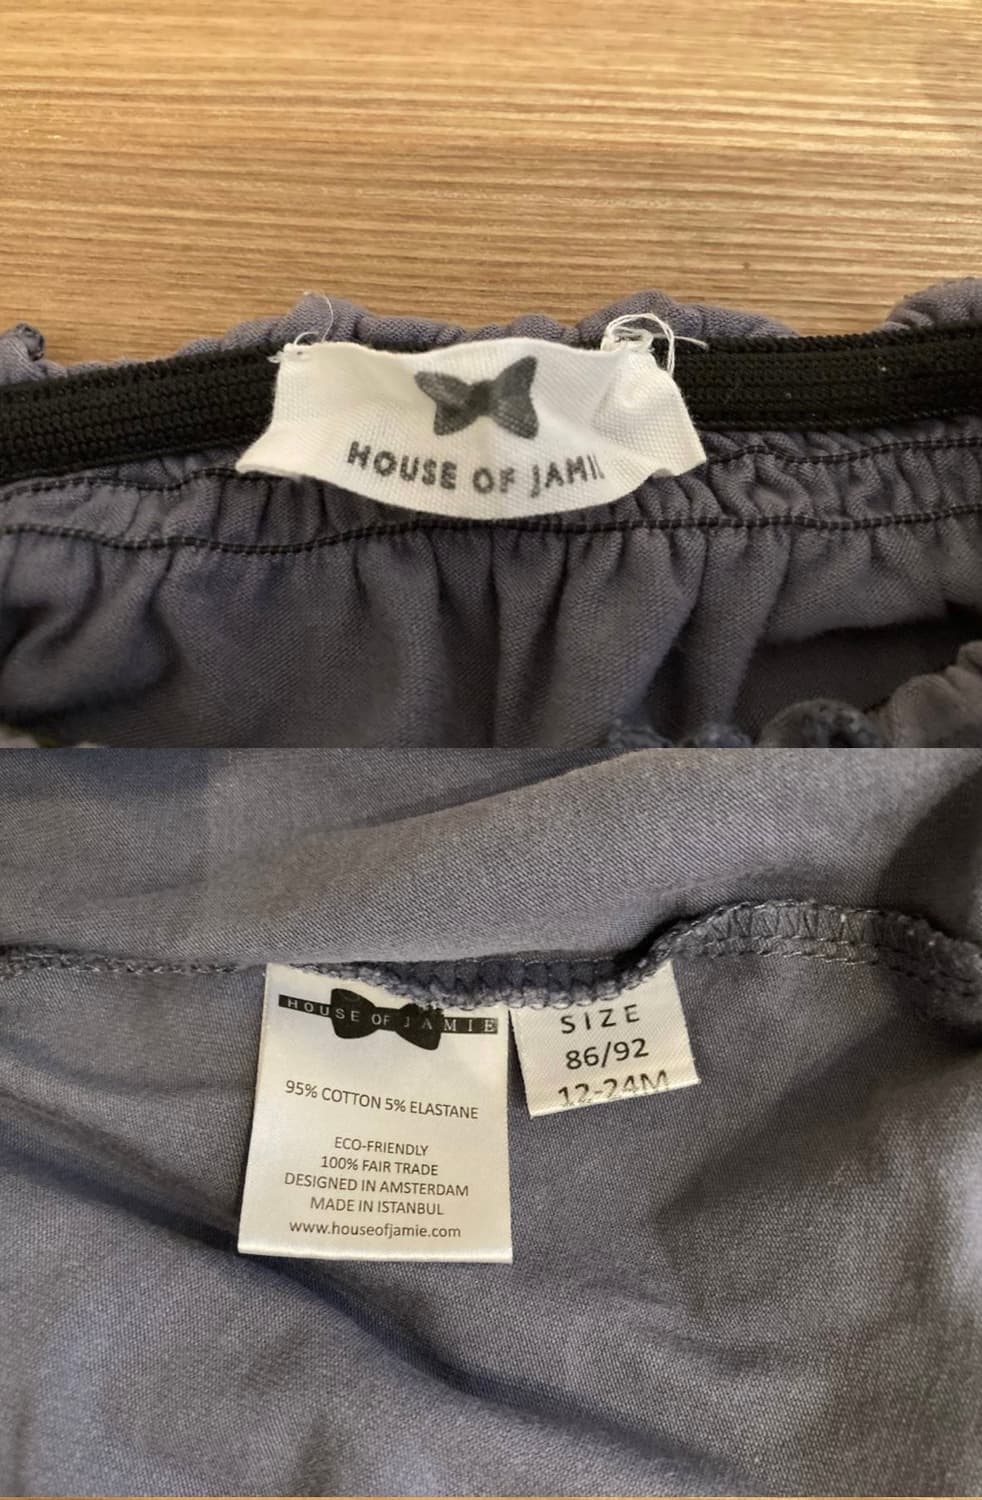 HOUSE OF JAMI
HOUSE OF JAMIE
95% COTTON 5% ELASTANE
ECO-FRIENDLY
100% FAIR TRADE
DESIGNED IN AMSTERDAM
MADE IN ISTANBUL
www.houseofjamie.com
SIZE
86/92
12-24M